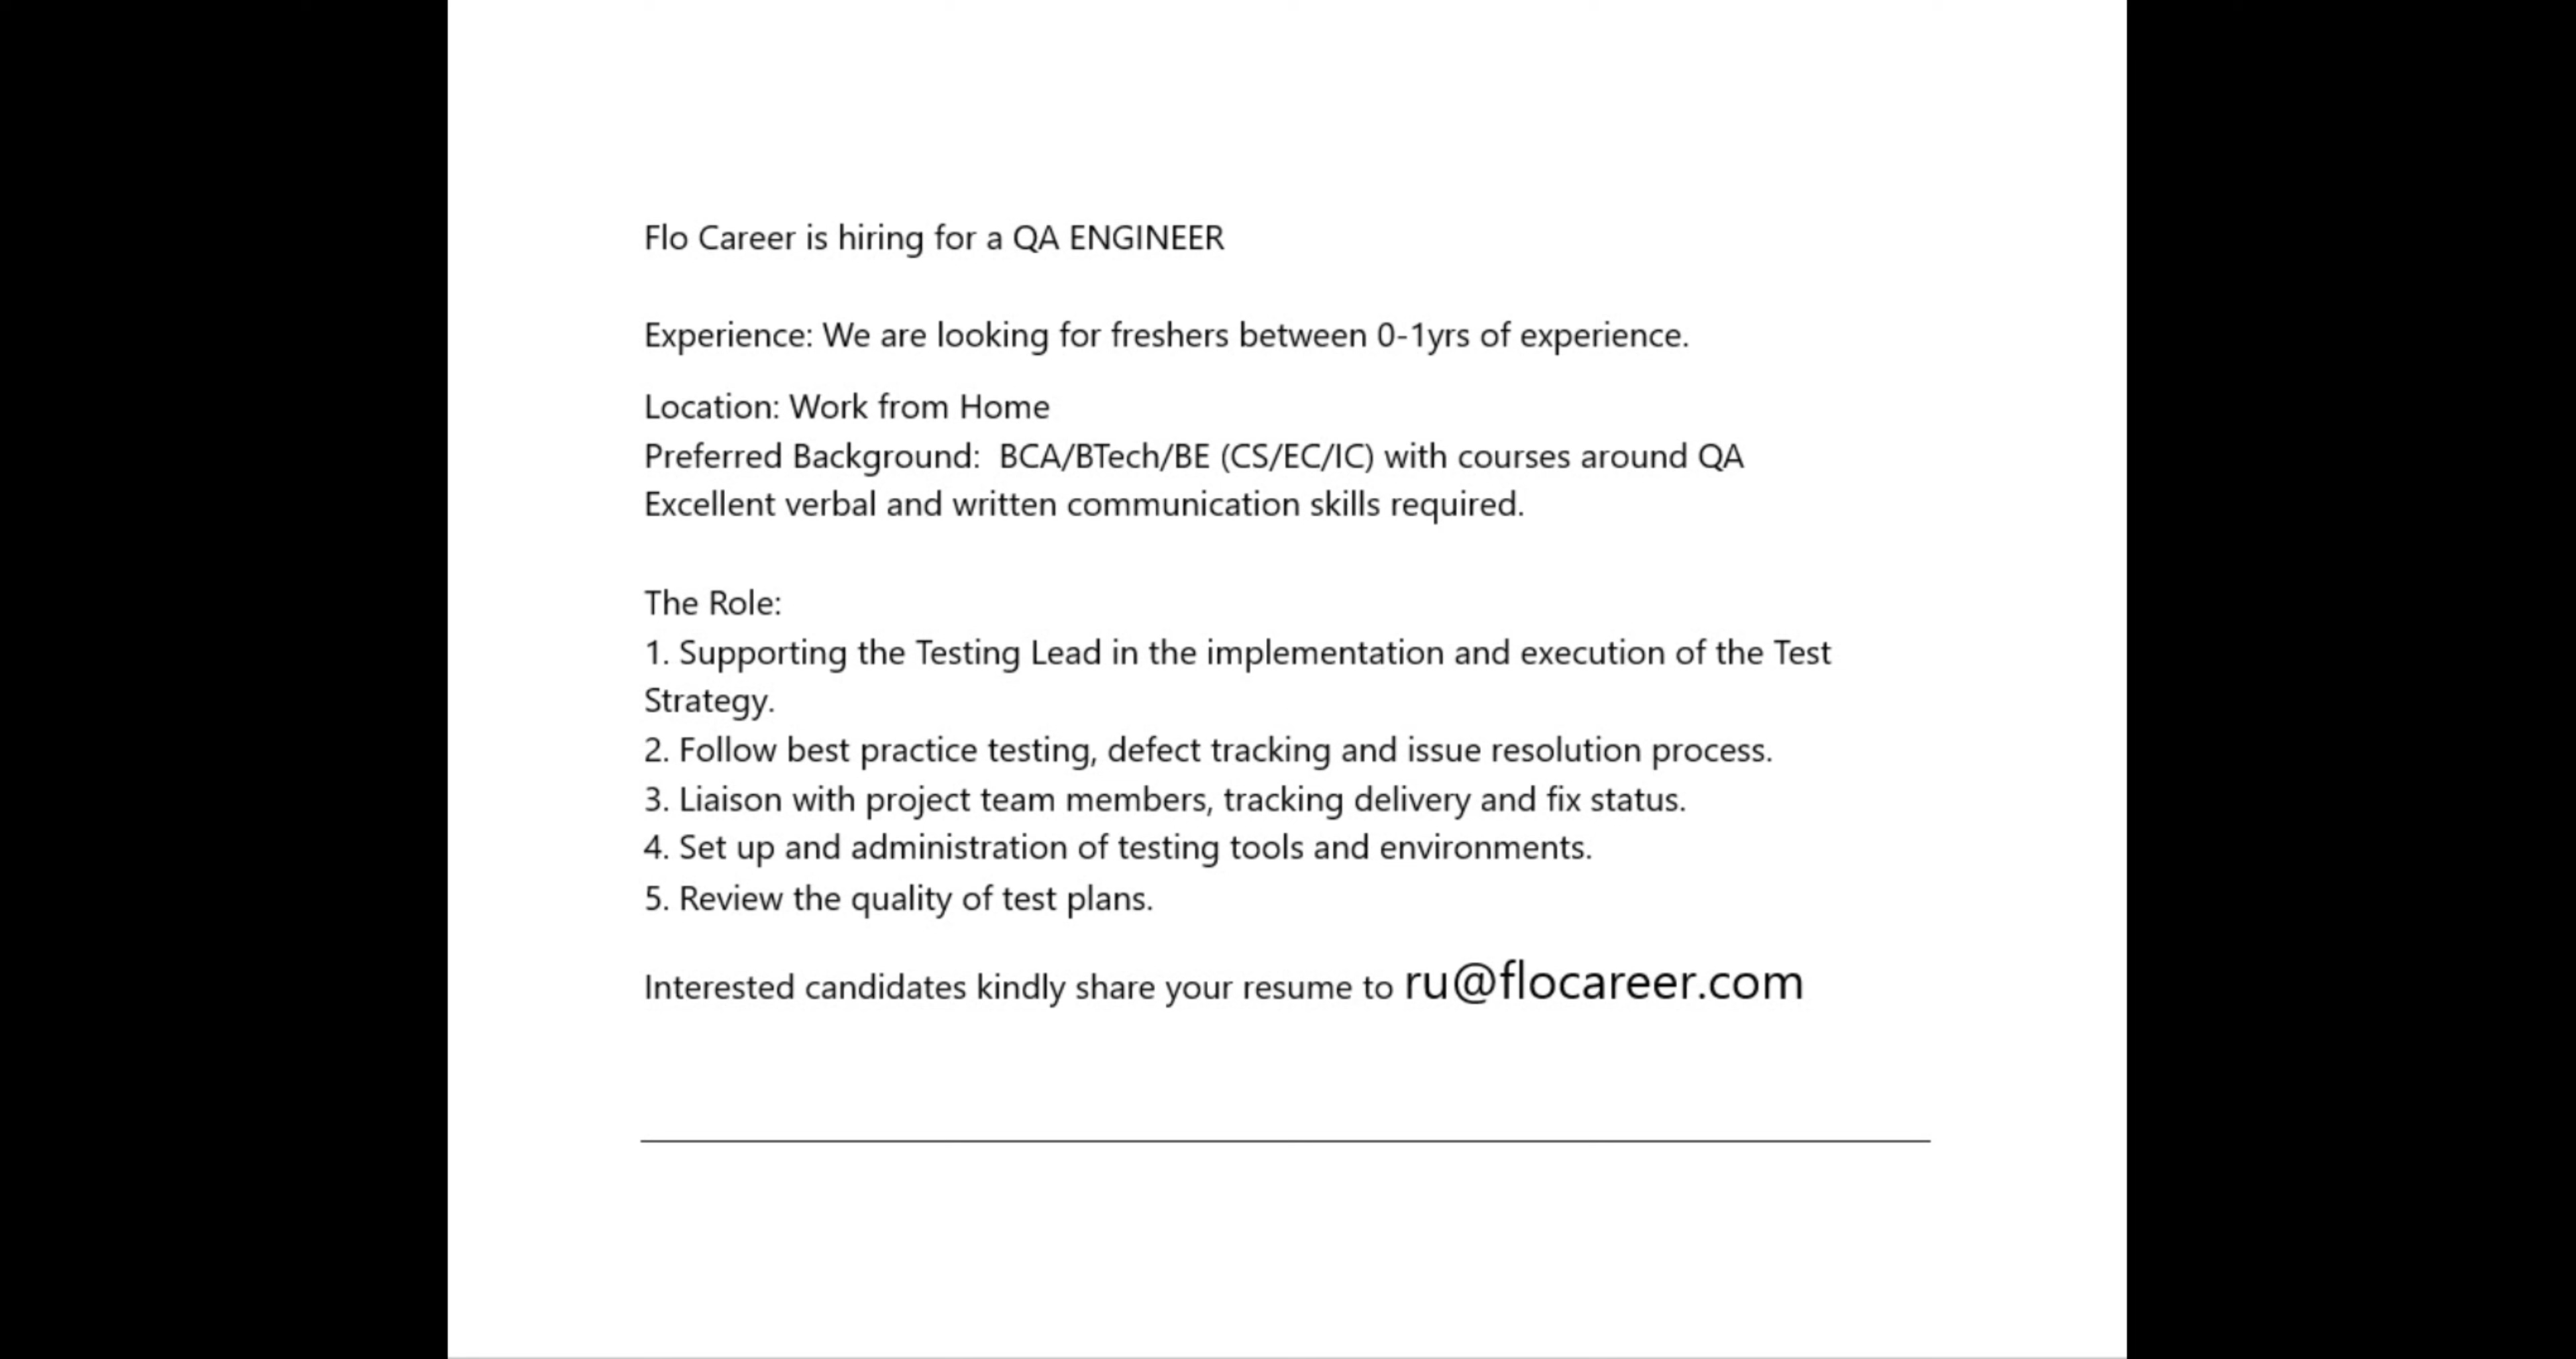 Flo Career is hiring for a QA ENGINEER
Experience: We are looking for freshers between 0-1yrs of experience.
Location: Work from Home
Preferred Background:  BCA/BTech/BE (CS/EC/IC) with courses around QA
Excellent verbal and written communication skills required.
The Role:
1. Supporting the Testing Lead in the implementation and execution of the Test
Strategy.
2. Follow best practice testing, defect tracking and issue resolution process.
3. Liaison with project team members, tracking delivery and fix status.
4. Set up and administration of testing tools and environments.
5. Review the quality of test plans.
Interested candidates kindly share your resume to ru@flocareer.com